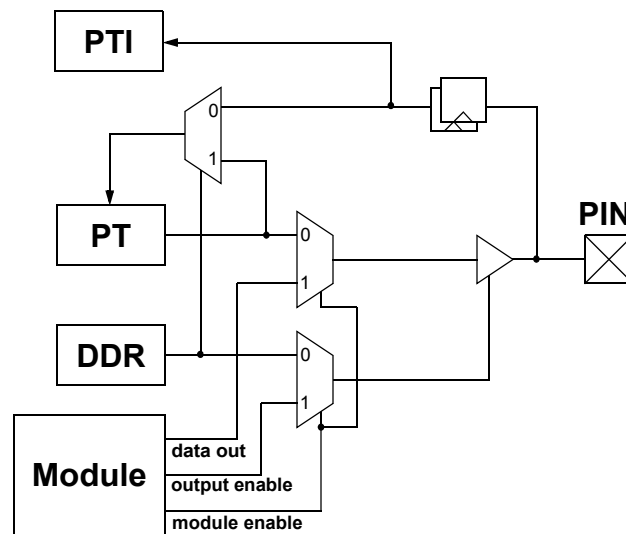 PTI
0
1
PIN
PT
0
1
DDR
0
1
Module
data out
output enable
module enable